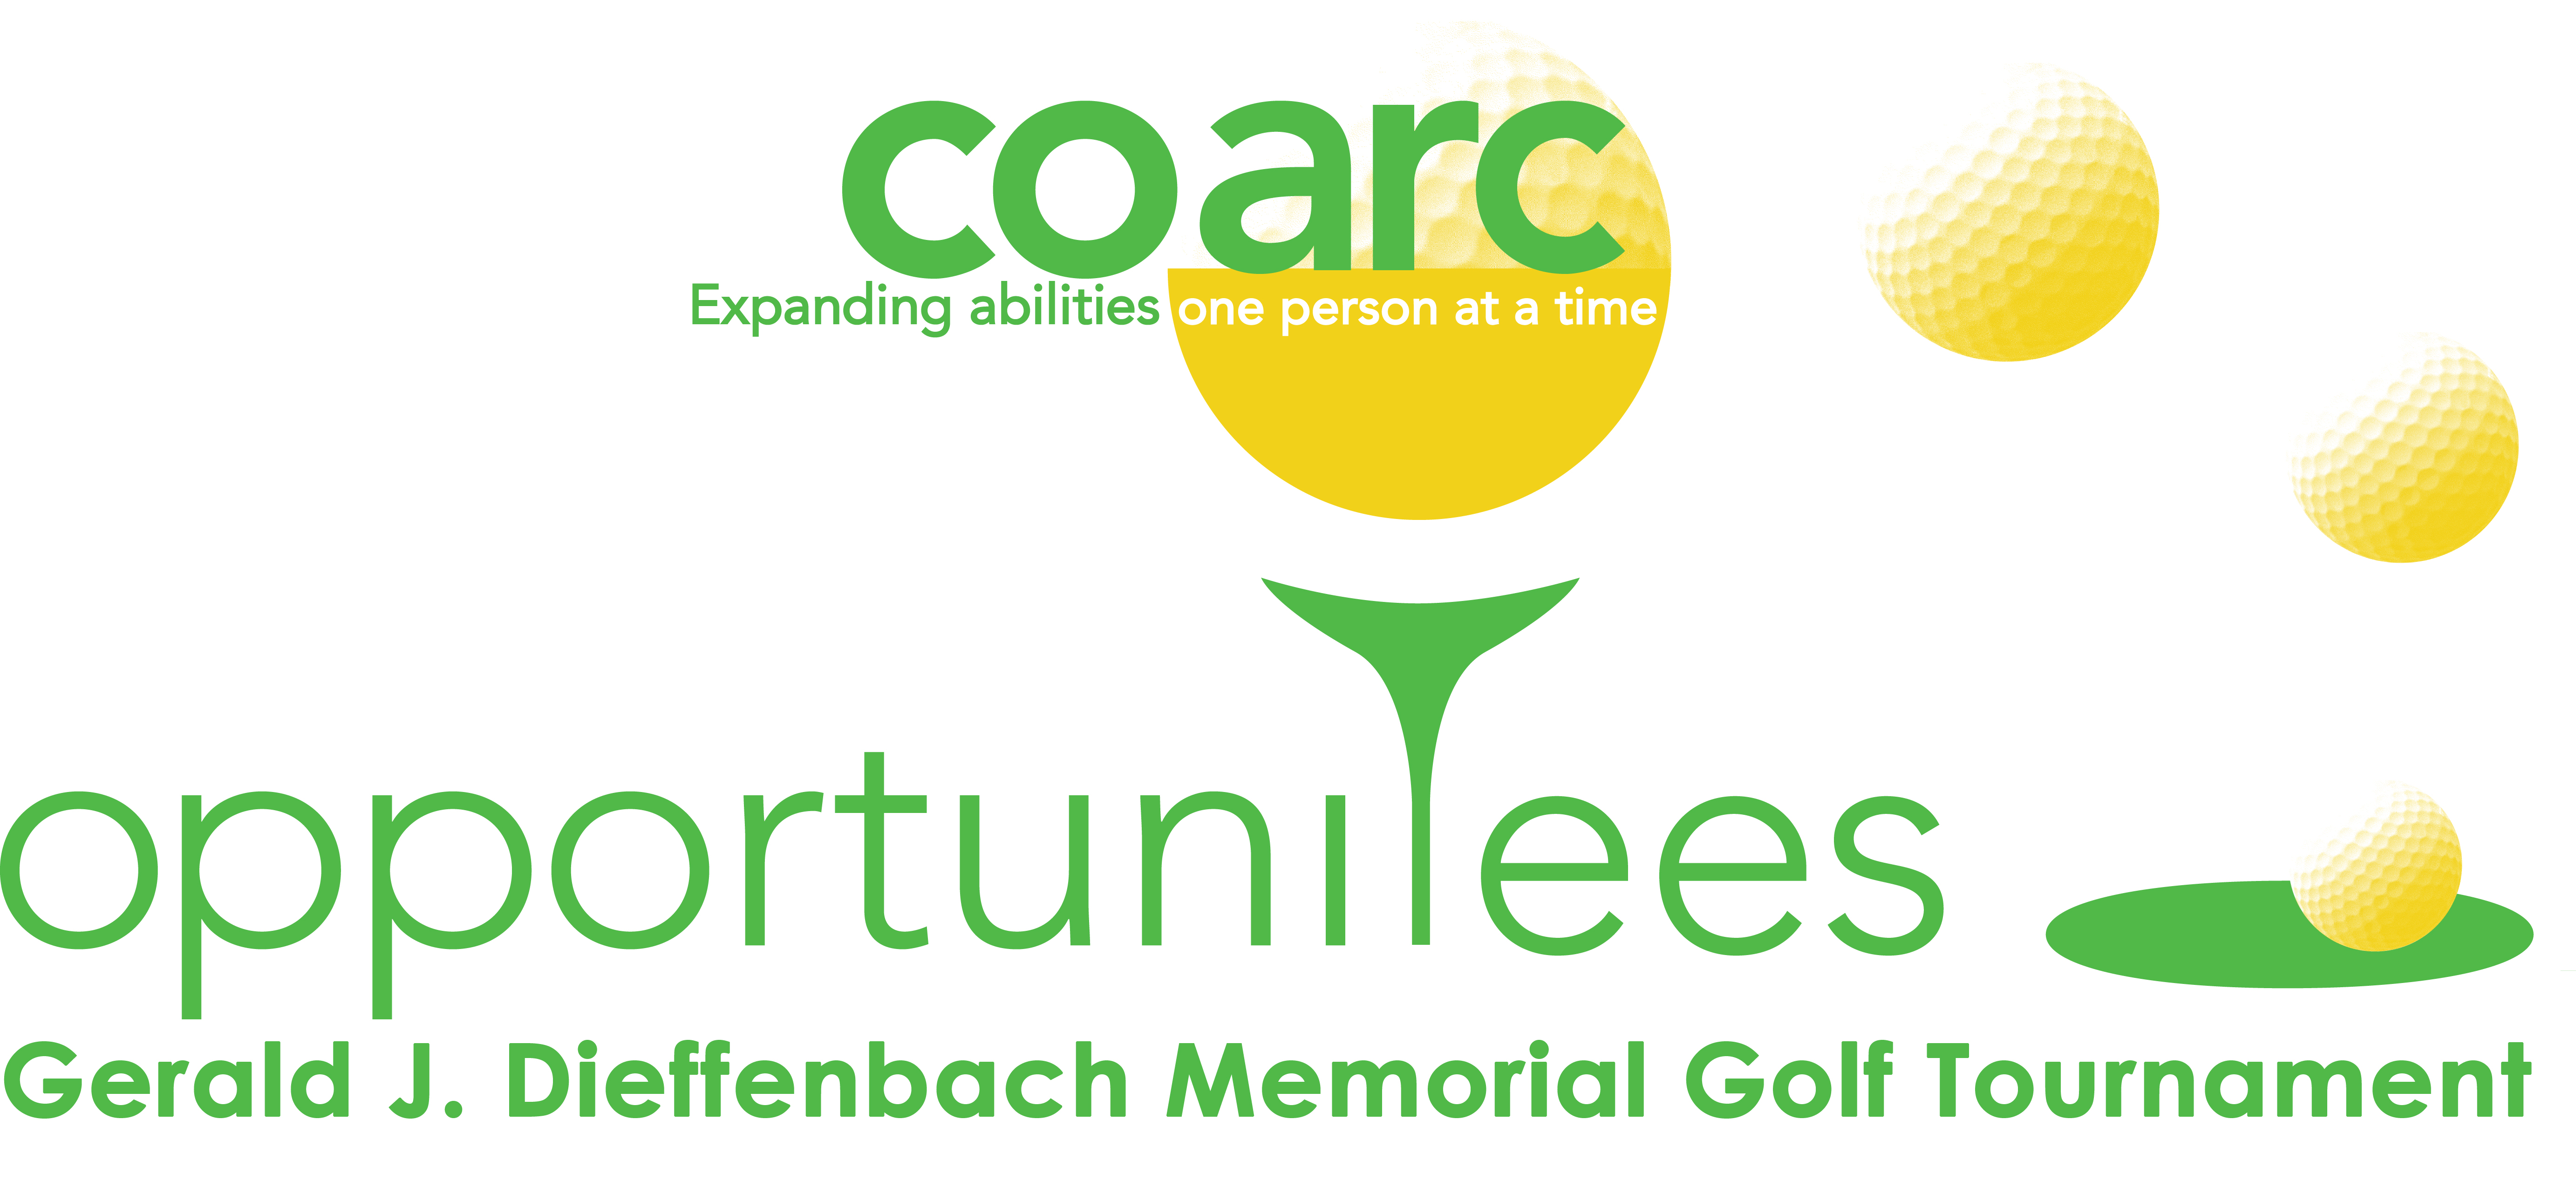 coarc
Expanding abilities one person at a time
opportunitees
Gerald J. Dieffenbach Memorial Golf Tournament